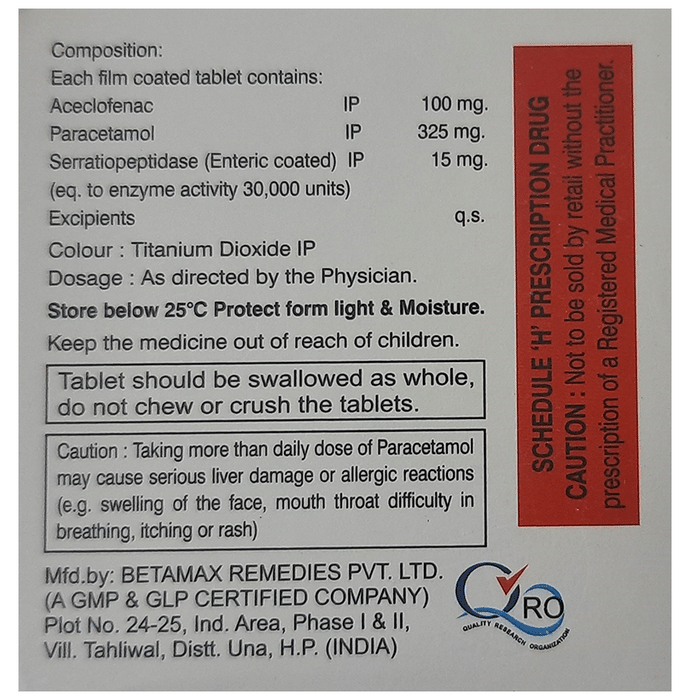 Composition:
Each film coated tablet contains:
Aceclofenac IP 100 mg.
Paracetamol IP 325 mg.
Serratiopeptidase (Enteric coated) IP 15 mg.
(eq. to enzyme activity 30,000 units)
Excipients q.s.
Colour : Titanium Dioxide IP
Dosage : As directed by the Physician.
Store below 25°C Protect form light & Moisture.
Keep the medicine out of reach of children.
Tablet should be swallowed as whole,
do not chew or crush the tablets.
Caution : Taking more than daily dose of Paracetamol
may cause serious liver damage or allergic reactions
(e.g. swelling of the face, mouth throat difficulty in
breathing, itching or rash)
Mfd.by: BETAMAX REMEDIES PVT. LTD.
(A GMP & GLP CERTIFIED COMPANY)
Plot No. 24-25, Ind. Area, Phase I & II,
Vill. Tahliwal, Distt. Una, H.P. (INDIA)
QRO
QUALITY RESEARCH ORGANIZATION
SCHEDULE 'H' PRESCRIPTION DRUG
CAUTION : Not to be sold by retail without the
prescription of a Registered Medical Practitioner.